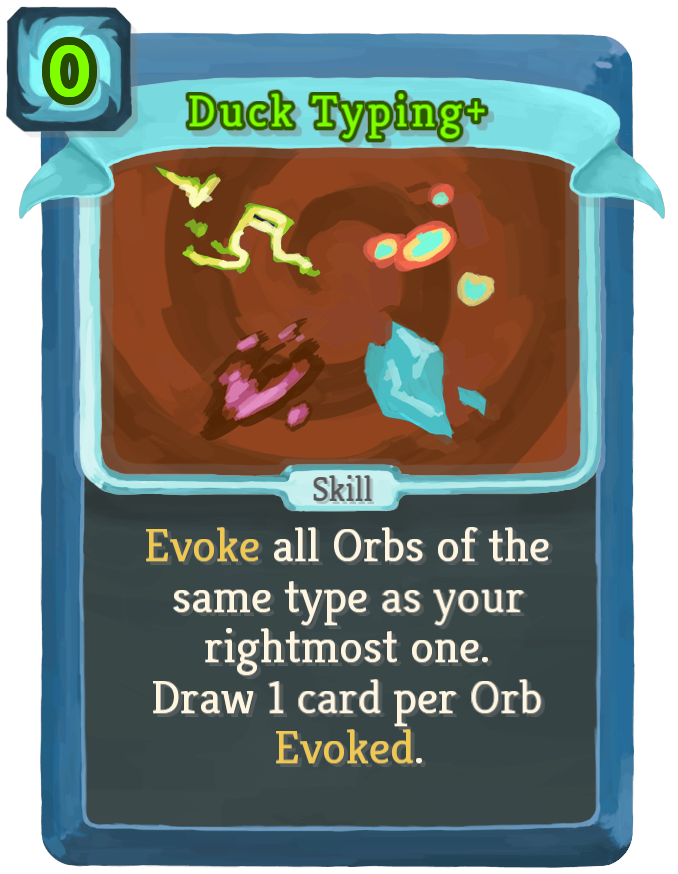 0
Duck Typing+
Skill
Evoke all Orbs of the
same type as your
rightmost one.
Draw 1 card per Orb
Evoked.